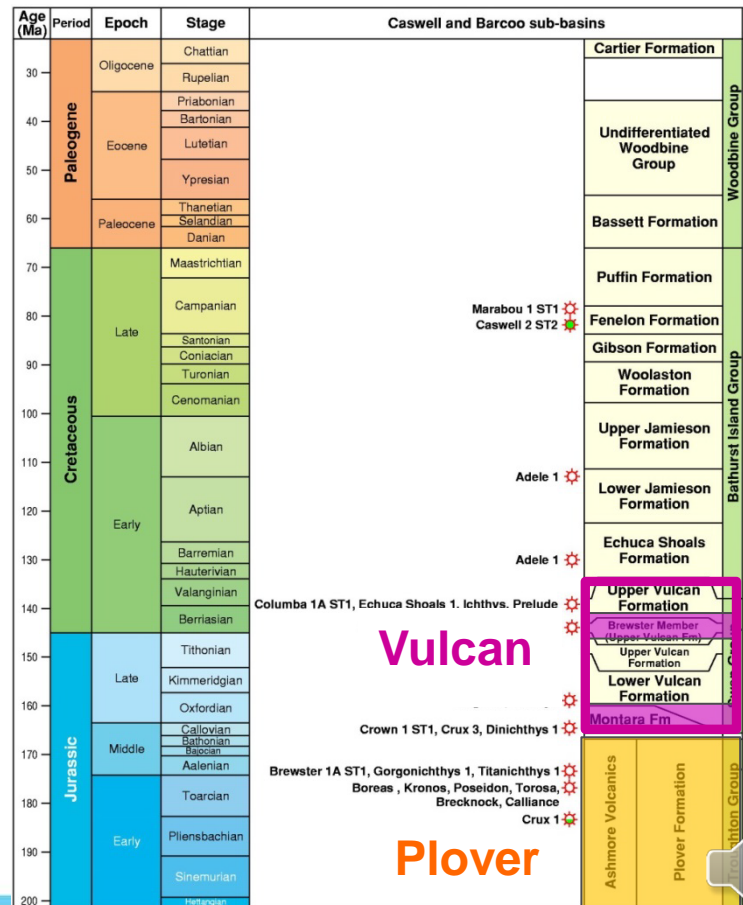 Age (Ma)
Period
Epoch
Stage
Caswell and Barcoo sub-basins
30
40
50
60
70
80
90
100
110
120
130
140
150
160
170
180
190
200
Paleogene
Cretaceous
Jurassic
Oligocene
Eocene
Paleocene
Late
Early
Late
Middle
Early
Chattian
Rupelian
Priabonian
Bartonian
Lutetian
Ypresian
Thanetian
Selandian
Danian
Maastrichtian
Campanian
Santonian
Coniacian
Turonian
Cenomanian
Albian
Aptian
Barremian
Hauterivian
Valanginian
Berriasian
Tithonian
Kimmeridgian
Oxfordian
Callovian
Bathonian
Bajocian
Aalenian
Toarcian
Pliensbachian
Sinemurian
Hettangian
Marabou 1 ST1
Caswell 2 ST2
Adele 1
Adele 1
Columba 1A ST1, Echuca Shoals 1, Ichthys, Prelude
Vulcan
Crown 1 ST1, Crux 3, Dinichthys 1
Brewster 1A ST1, Gorgonichthys 1, Titanichthys 1
Boreas , Kronos, Poseidon, Torosa,
Brecknock, Calliance
Crux 1
Plover
Cartier Formation
Undifferentiated
Woodbine
Group
Bassett Formation
Puffin Formation
Fenelon Formation
Gibson Formation
Woolaston
Formation
Upper Jamieson
Formation
Lower Jamieson
Formation
Echuca Shoals
Formation
Upper Vulcan
Formation
Brewster Member
(Upper Vulcan Fm)
Upper Vulcan
Formation
Lower Vulcan
Formation
Montara Fm
Ashmore Volcanics
Plover Formation
Woodbine Group
Bathurst Island Group
Group
Group